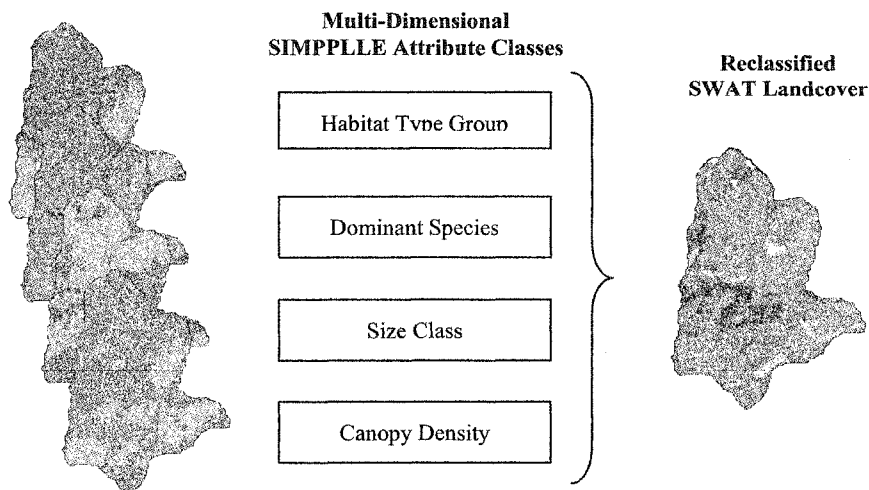 Multi-Dimensional
SIMPPLLE Attribute Classes
Reclassified
SWAT Landcover
Habitat Type Group
Dominant Species
Size Class
Canopy Density